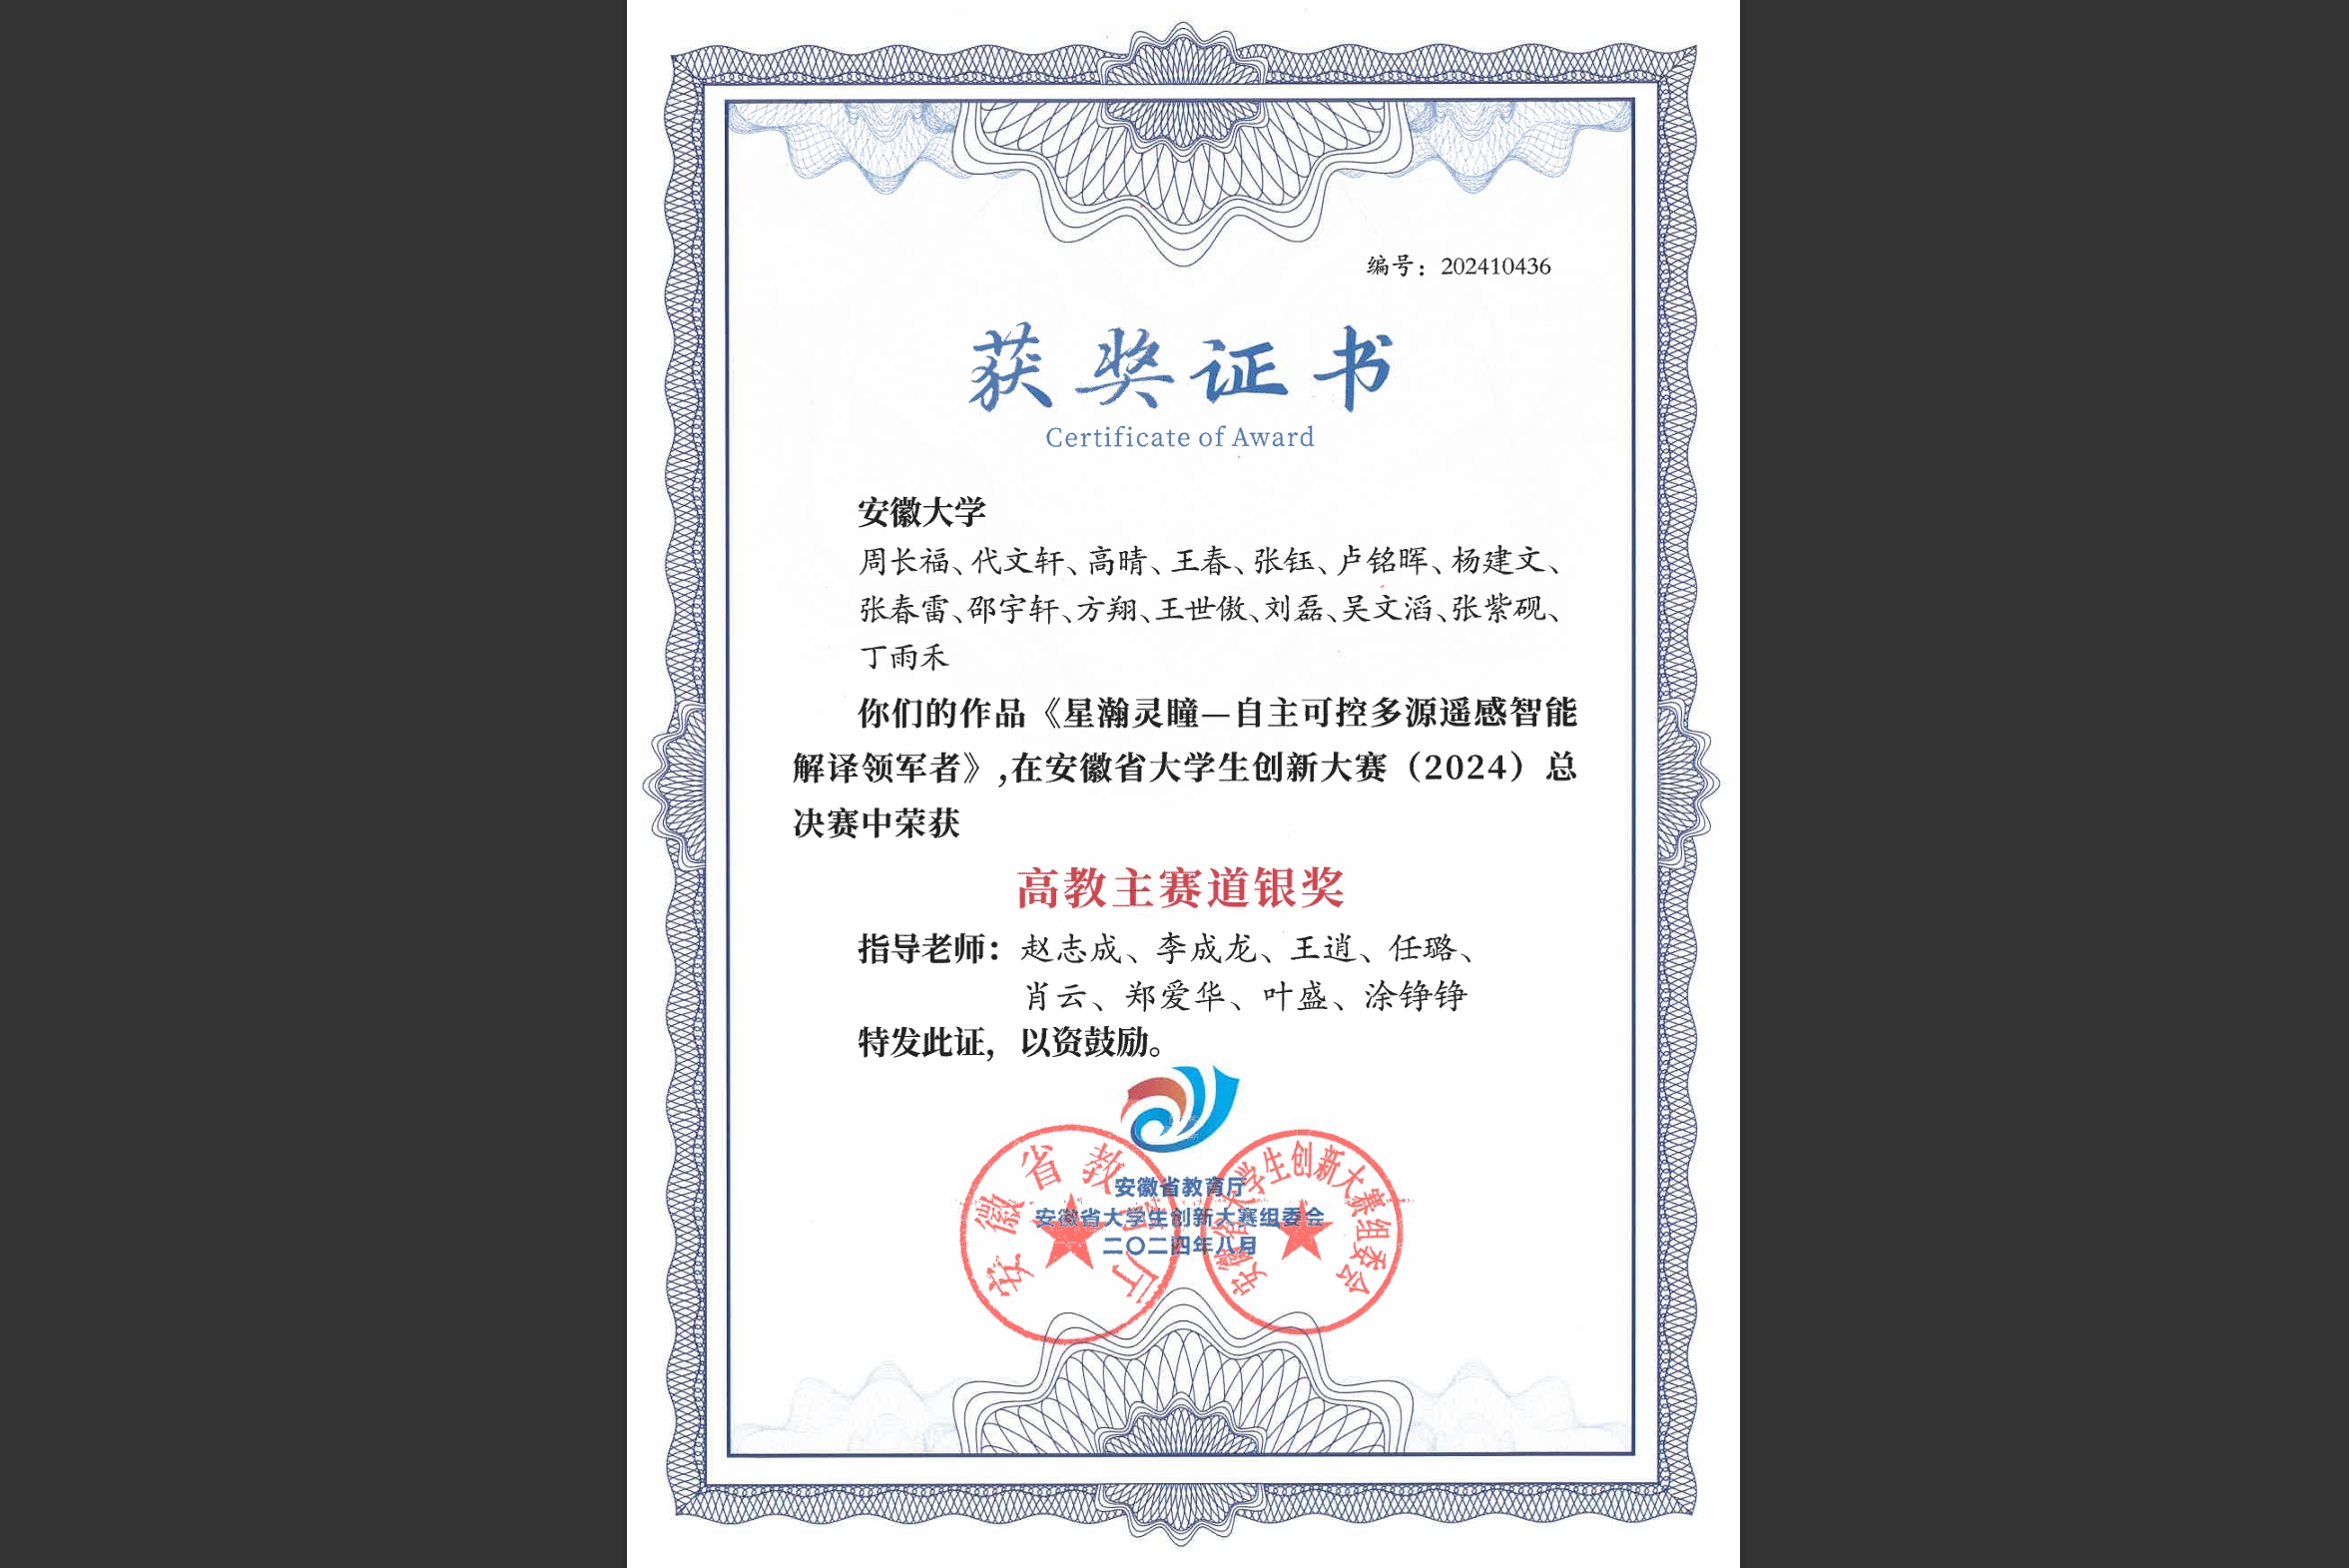 编号：202410436
获奖证书
Certificate of Award
安徽大学
周长福、代文轩、高晴、王春、张钰、卢铭晖、杨建文、
张春雷、邵宇轩、方翔、王世傲、刘磊、吴文滔、张紫砚、
丁雨禾
你们的作品《星瀚灵瞳—自主可控多源遥感智能
解译领军者》,在安徽省大学生创新大赛（2024）总
决赛中荣获
高教主赛道银奖
指导老师：赵志成、李成龙、王逍、任璐、
肖云、郑爱华、叶盛、涂铮铮
特发此证，以资鼓励。
安徽省教育厅
安徽省大学生创新大赛组委会
安徽省教育厅
安徽省大学生创新大赛组委会
二〇二四年八月